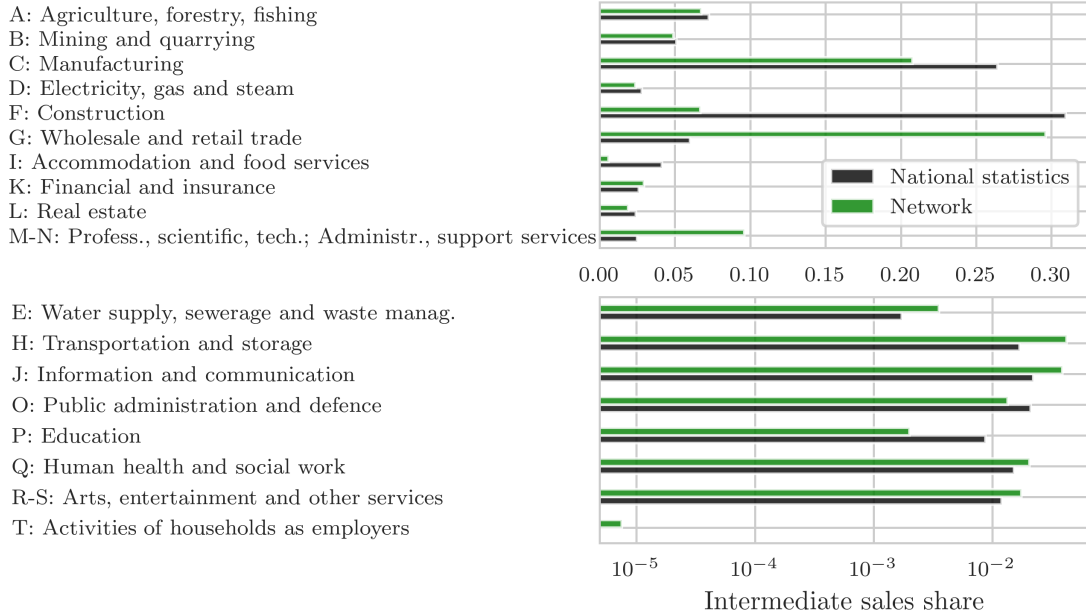 A: Agriculture, forestry, fishing
B: Mining and quarrying
C: Manufacturing
D: Electricity, gas and steam
F: Construction
G: Wholesale and retail trade
I: Accommodation and food services
K: Financial and insurance
L: Real estate
M-N: Profess., scientific, tech.; Administr., support services
National statistics
Network
0.00 0.05 0.10 0.15 0.20 0.25 0.30
E: Water supply, sewerage and waste manag.
H: Transportation and storage
J: Information and communication
O: Public administration and defence
P: Education
Q: Human health and social work
R-S: Arts, entertainment and other services
T: Activities of households as employers
10⁻⁵ 10⁻⁴ 10⁻³ 10⁻²
Intermediate sales share